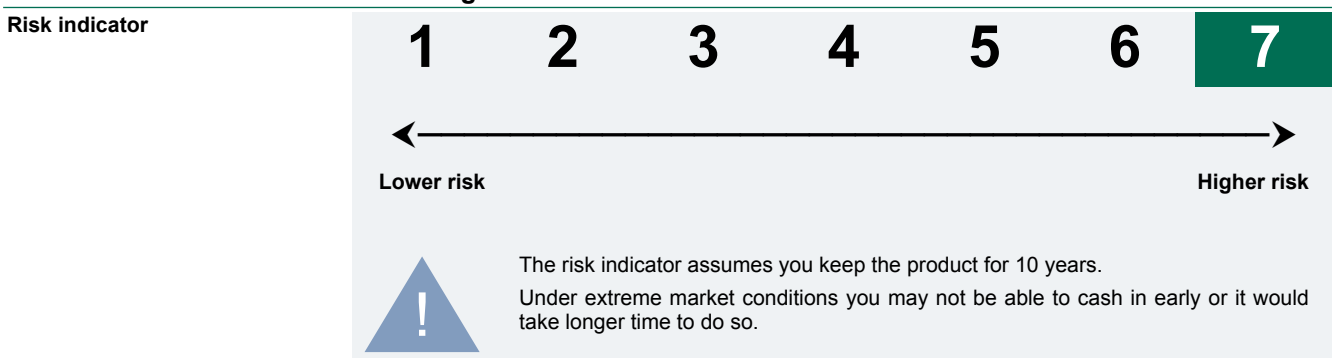 Risk indicator
1 2 3 4 5 6 7
Lower risk Higher risk
The risk indicator assumes you keep the product for 10 years.
! Under extreme market conditions you may not be able to cash in early or it would
take longer time to do so.